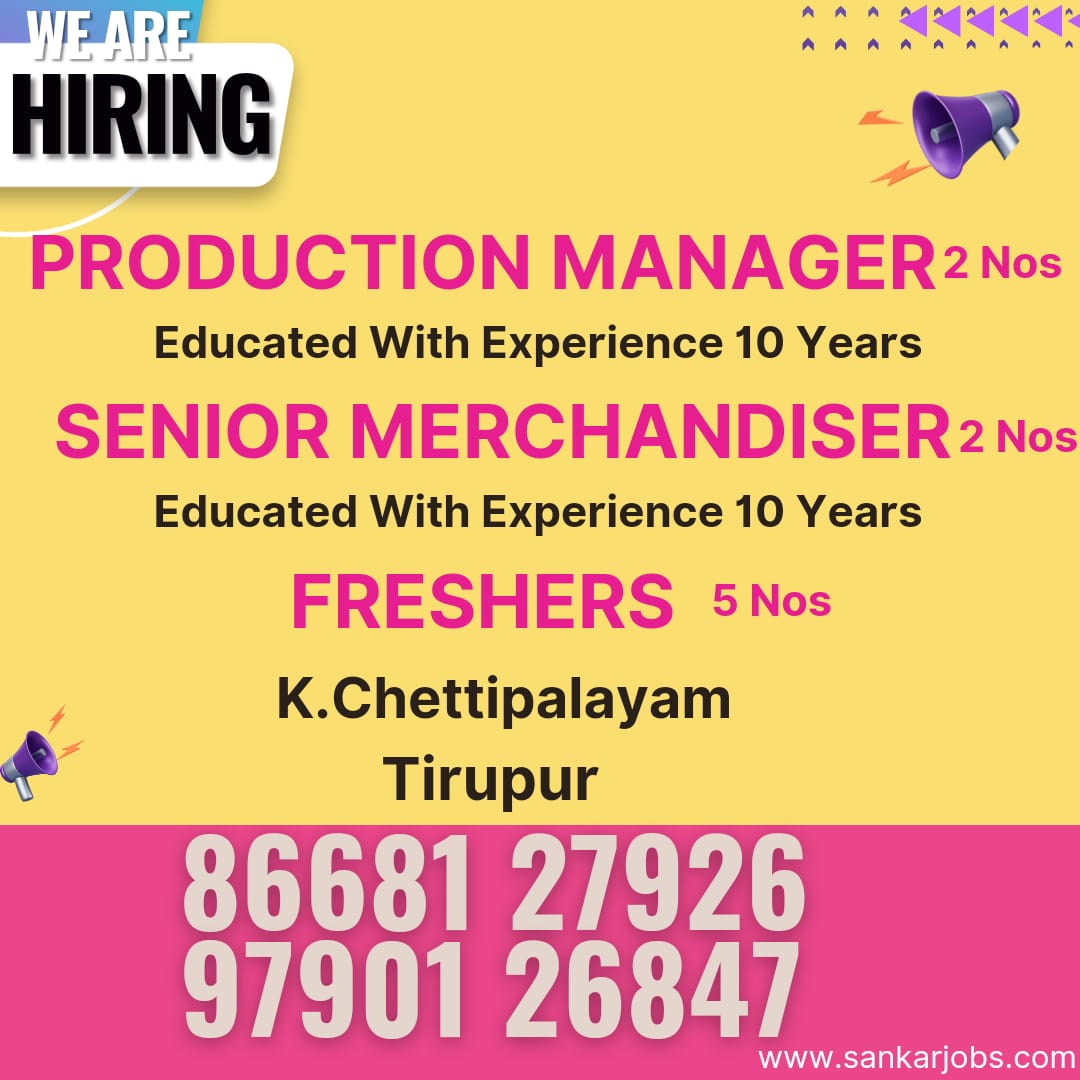 WE ARE
HIRING
PRODUCTION MANAGER 2 Nos
Educated With Experience 10 Years
SENIOR MERCHANDISER 2 Nos
Educated With Experience 10 Years
FRESHERS 5 Nos
K.Chettipalayam
Tirupur
86681 27926
97901 26847
www.sankarjobs.com